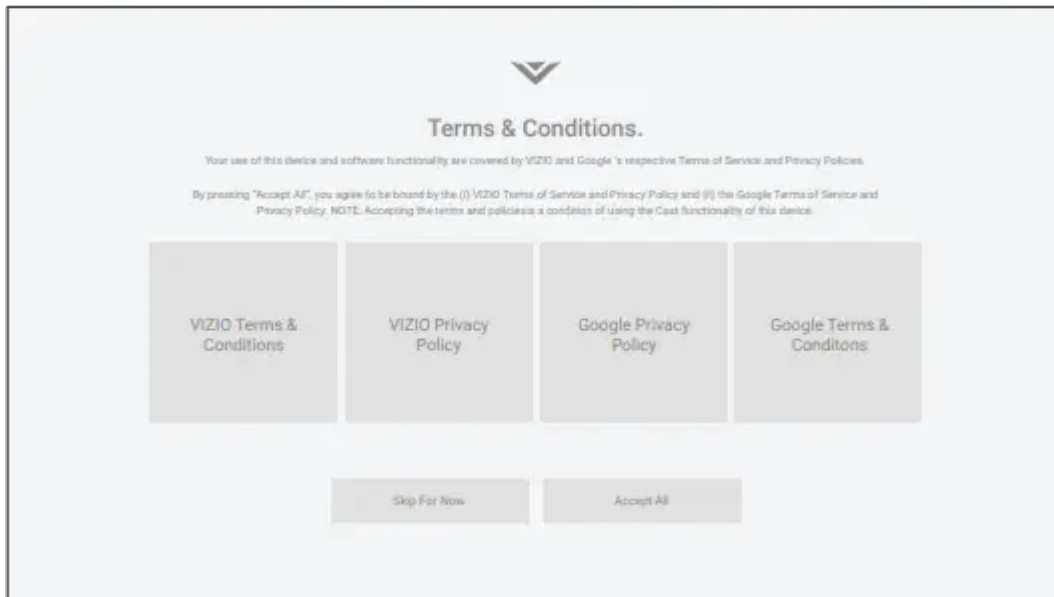 Terms & Conditions.
Your use of this device and software functionality are covered by VIZIO and Google 's respective Terms of Service and Privacy Policies.
By pressing "Accept All", you agree to be bound by the (i) VIZIO Terms of Service and Privacy Policy and (ii) the Google Terms of Service and
Privacy Policy. NOTE: Accepting the terms and policies is a condition of using the Cast functionality of this device.
VIZIO Terms &
Conditions
VIZIO Privacy
Policy
Google Privacy
Policy
Google Terms &
Conditons
Skip For Now
Accept All